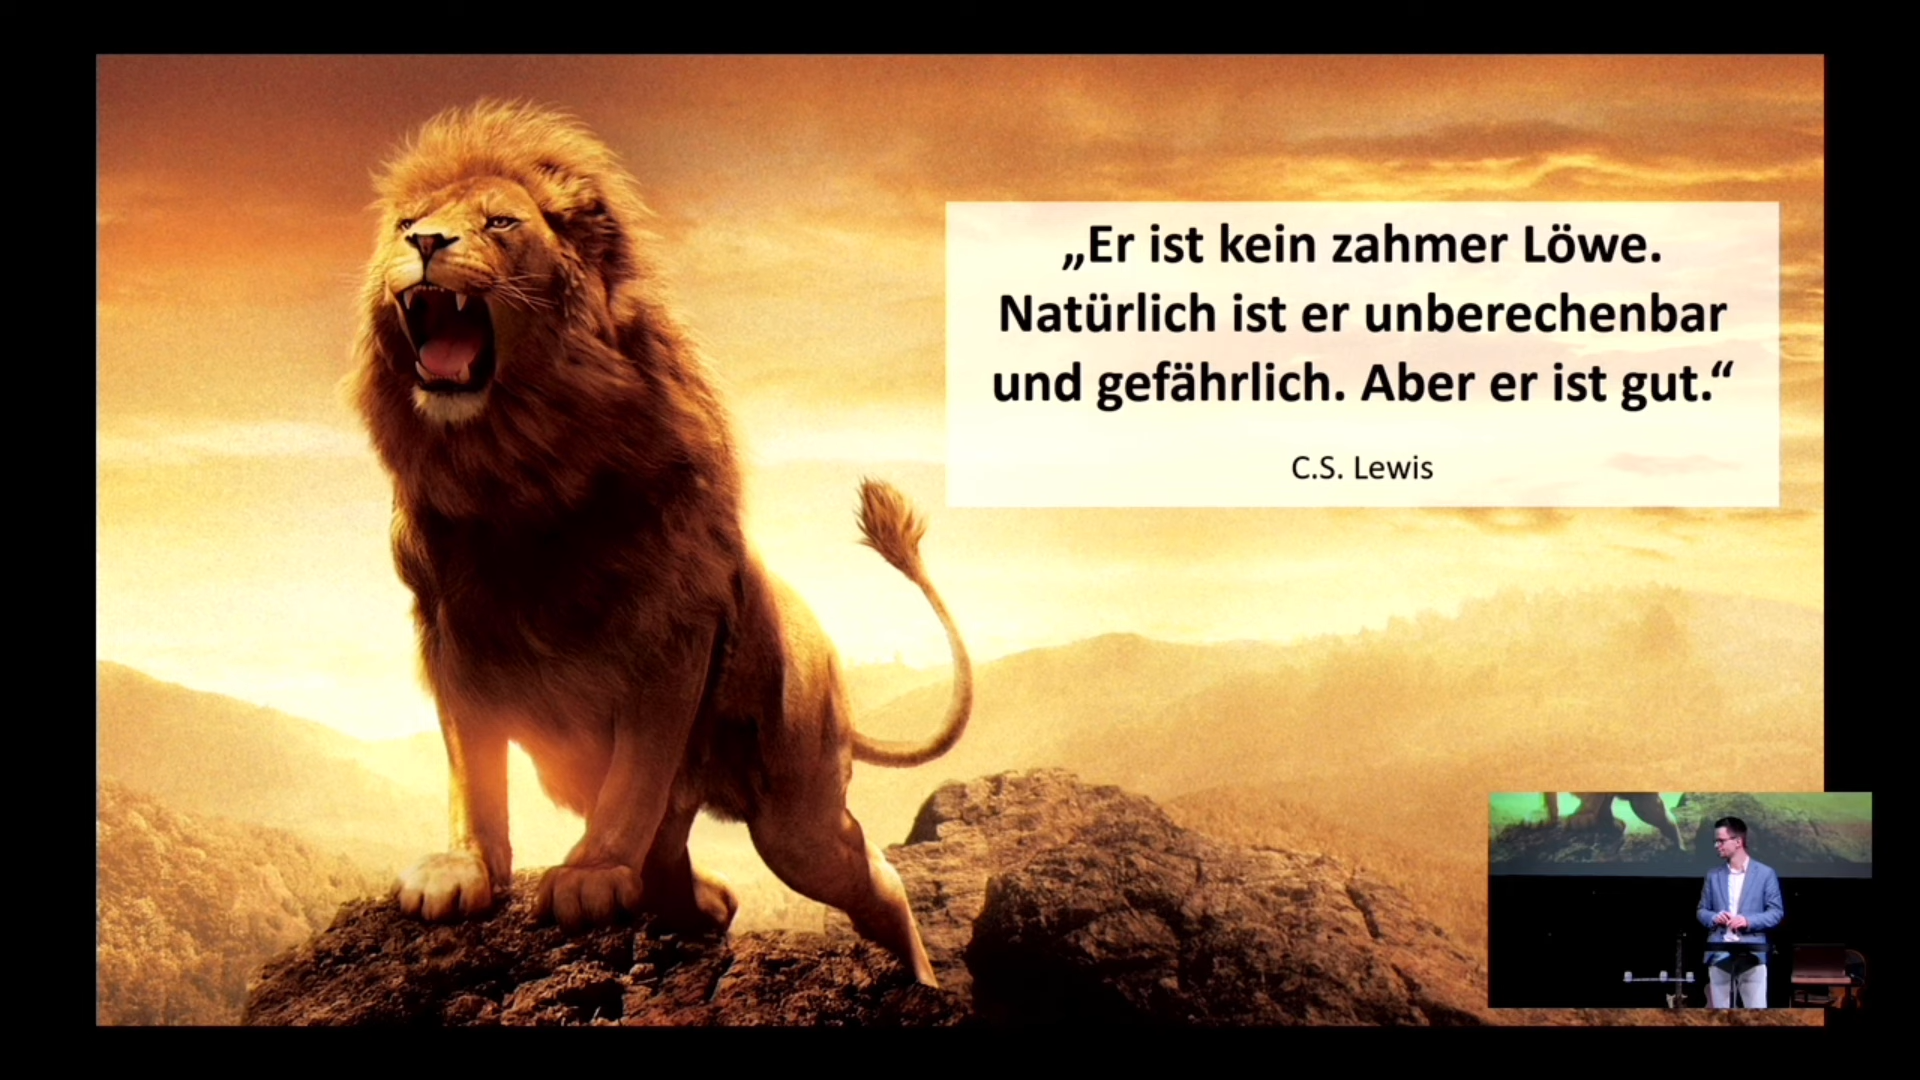 „Er ist kein zahmer Löwe.
Natürlich ist er unberechenbar
und gefährlich. Aber er ist gut.“
C.S. Lewis